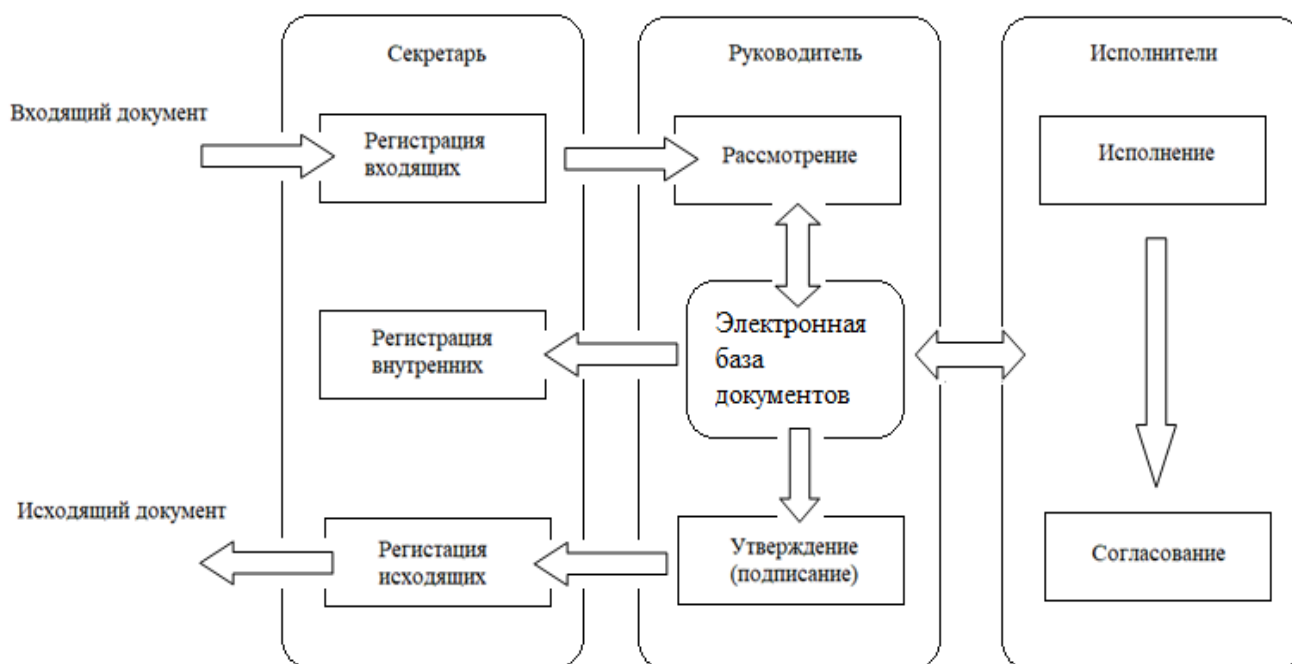 Секретарь
Руководитель
Исполнители
Входящий документ
Регистрация
входящих
Рассмотрение
Исполнение
Регистрация
внутренних
Электронная
база
документов
Исходящий документ
Регистация
исходящих
Утверждение
(подписание)
Согласование